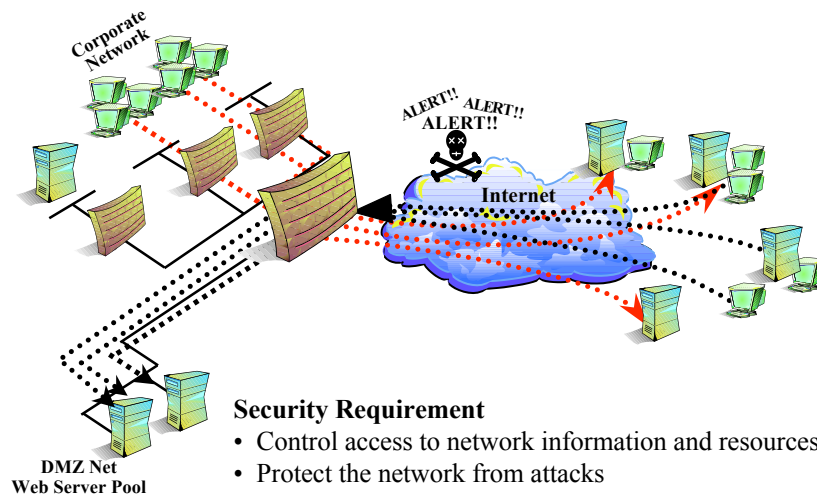 Corporate
Network
ALERT!!
ALERT!!
ALERT!!
Internet
Security Requirement
• Control access to network information and resources
• Protect the network from attacks
DMZ Net
Web Server Pool